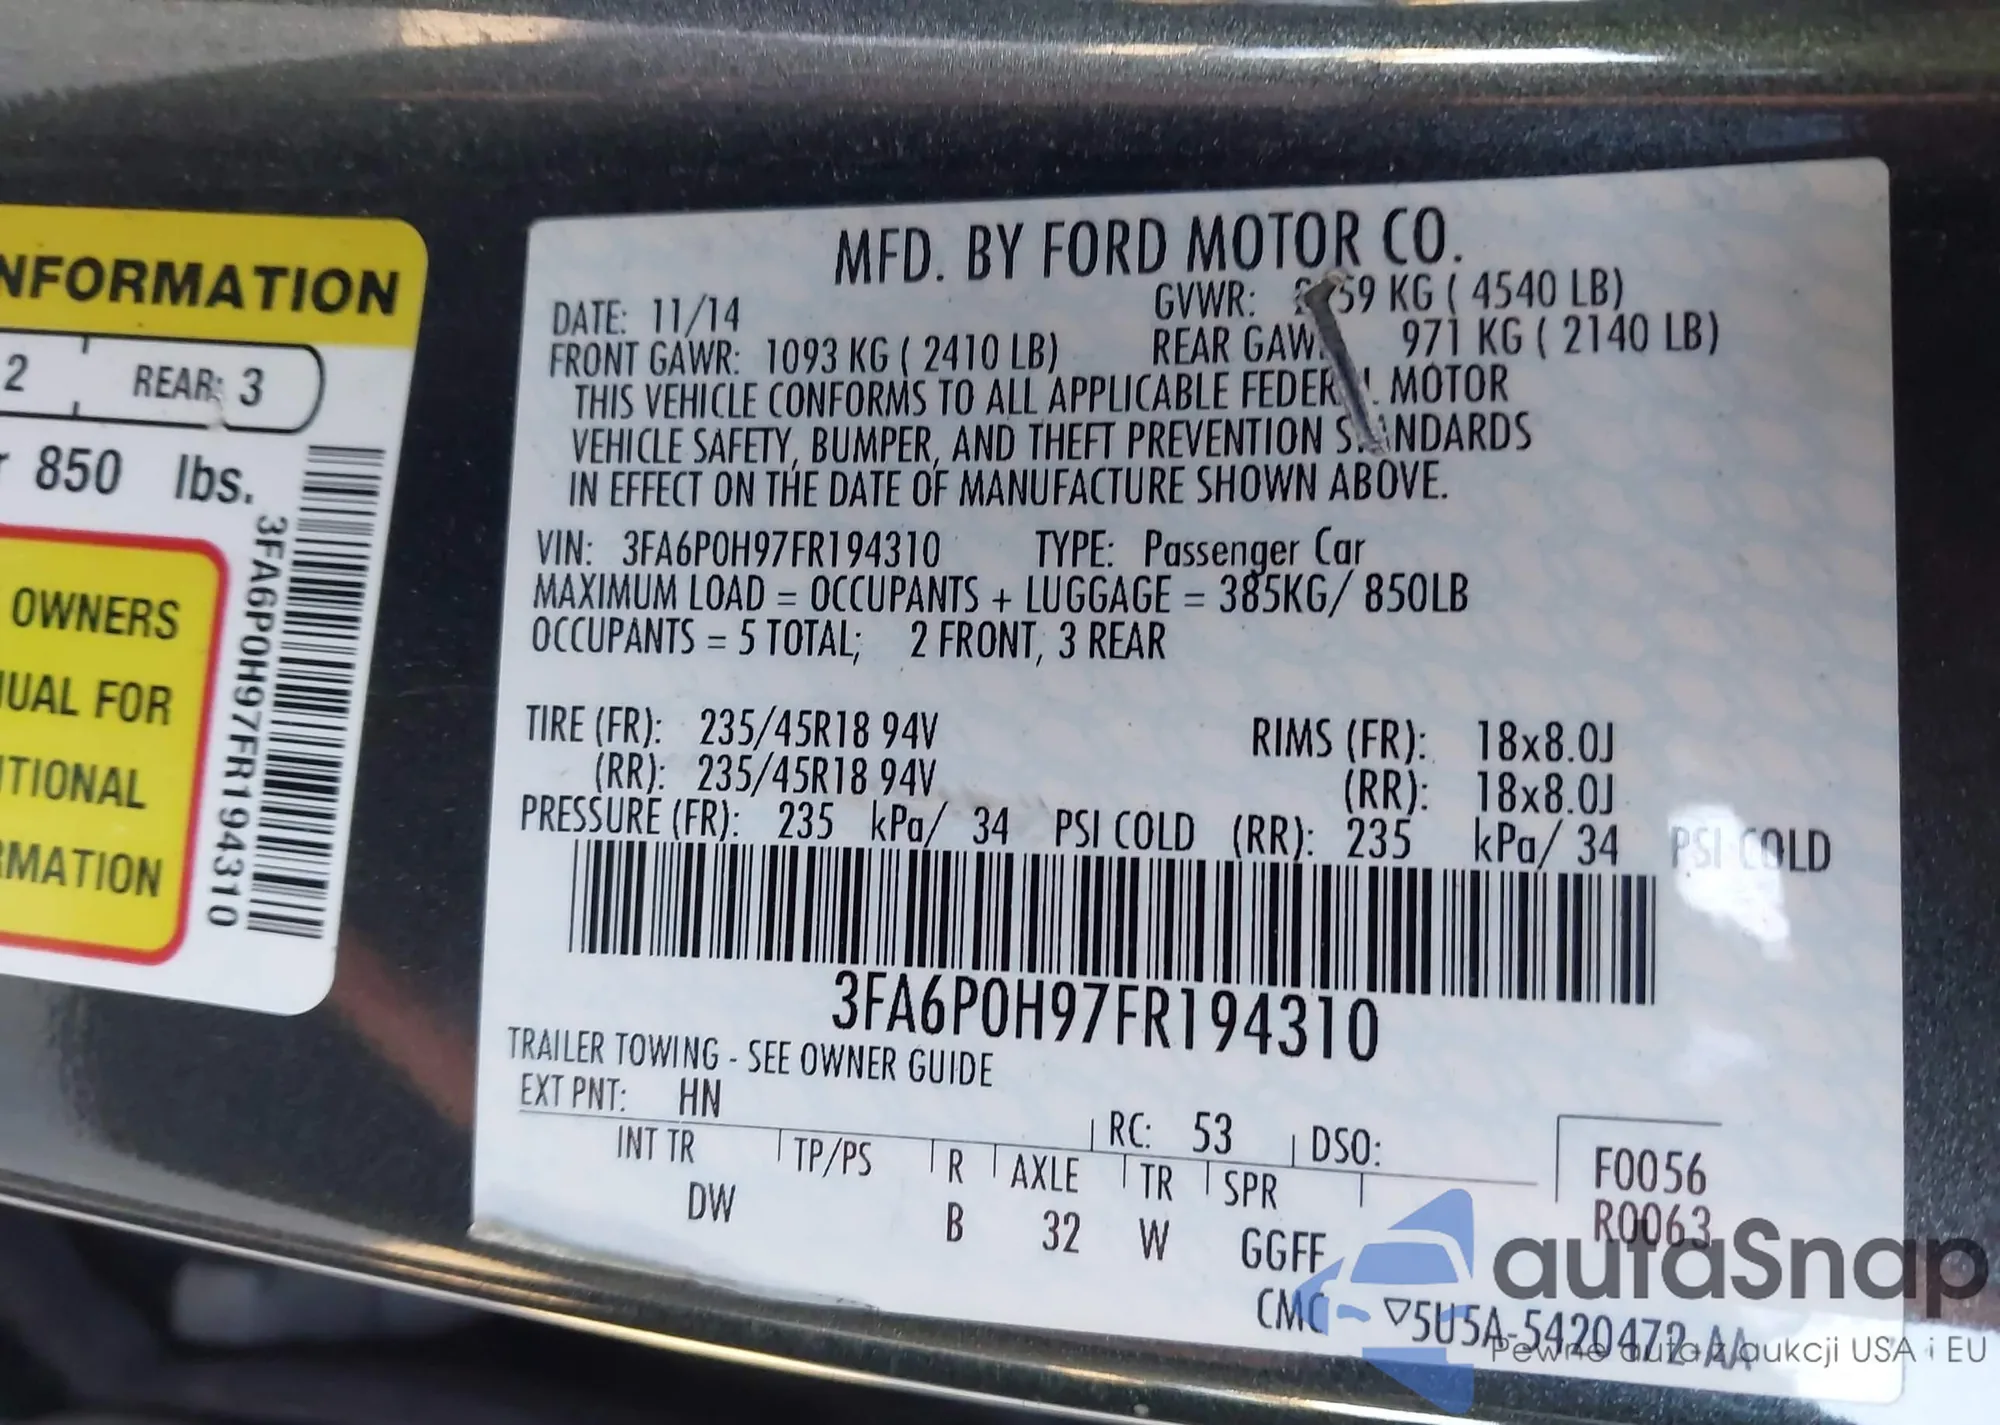 NFORMATION
2 REAR: 3
850 lbs.
OWNERS
UAL FOR
TIONAL
MATION
3FA6P0H97FR194310
MFD. BY FORD MOTOR CO.
DATE: 11/14 GVWR: 59 KG ( 4540 LB)
FRONT GAWR: 1093 KG ( 2410 LB) REAR GAW 971 KG ( 2140 LB)
THIS VEHICLE CONFORMS TO ALL APPLICABLE FEDER L MOTOR
VEHICLE SAFETY, BUMPER, AND THEFT PREVENTION S ANDARDS
IN EFFECT ON THE DATE OF MANUFACTURE SHOWN ABOVE.
VIN: 3FA6P0H97FR194310 TYPE: Passenger Car
MAXIMUM LOAD = OCCUPANTS + LUGGAGE = 385KG/ 850LB
OCCUPANTS = 5 TOTAL; 2 FRONT, 3 REAR
TIRE (FR): 235/45R18 94V RIMS (FR): 18x8.0J
(RR): 235/45R18 94V (RR): 18x8.0J
PRESSURE (FR): 235 kPa/ 34 PSI COLD (RR): 235 kPa/ 34 PSI COLD
3FA6P0H97FR194310
TRAILER TOWING - SEE OWNER GUIDE
EXT PNT: HN RC: 53 DSO:
INT TR TP/PS R AXLE TR SPR F0056
DW B 32 W GGFF R0063
CMC ▽5U5A-5420472-AA
autaSnap
Pewne auta z aukcji USA i EU